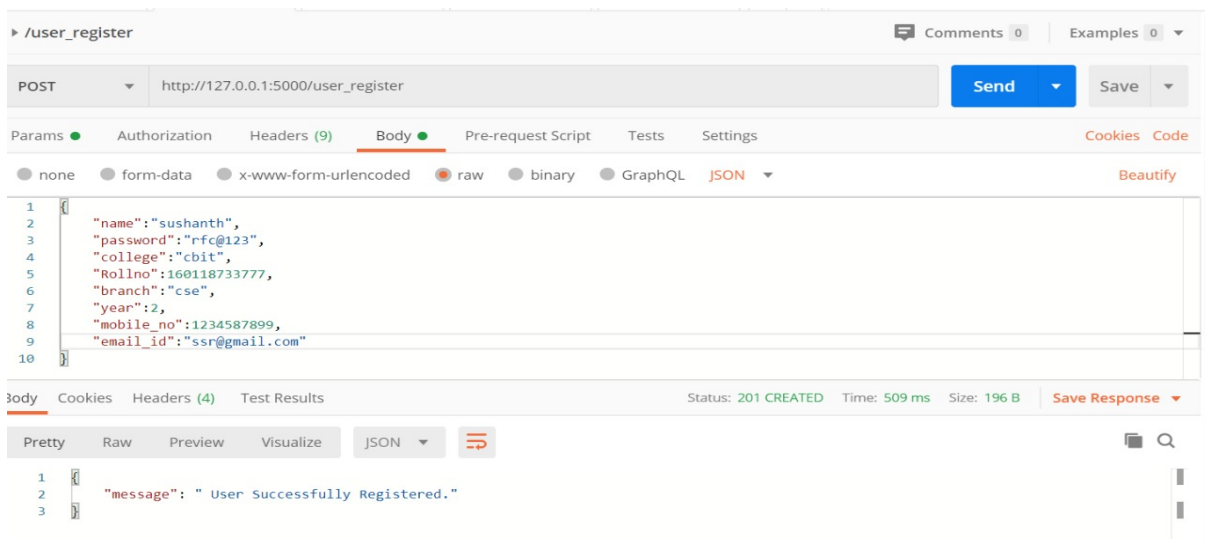 /user_register Comments 0 Examples 0
POST http://127.0.0.1:5000/user_register Send Save
Params Authorization Headers (9) Body Pre-request Script Tests Settings Cookies Code
none form-data x-www-form-urlencoded raw binary GraphQL JSON Beautify
1 {
2 "name":"sushanth",
3 "password":"rfc@123",
4 "college":"cbit",
5 "Rollno":160118733777,
6 "branch":"cse",
7 "year":2,
8 "mobile_no":1234587899,
9 "email_id":"ssr@gmail.com"
10 }
Body Cookies Headers (4) Test Results Status: 201 CREATED Time: 509 ms Size: 196 B Save Response
Pretty Raw Preview Visualize JSON
1 {
2 "message": " User Successfully Registered."
3 }